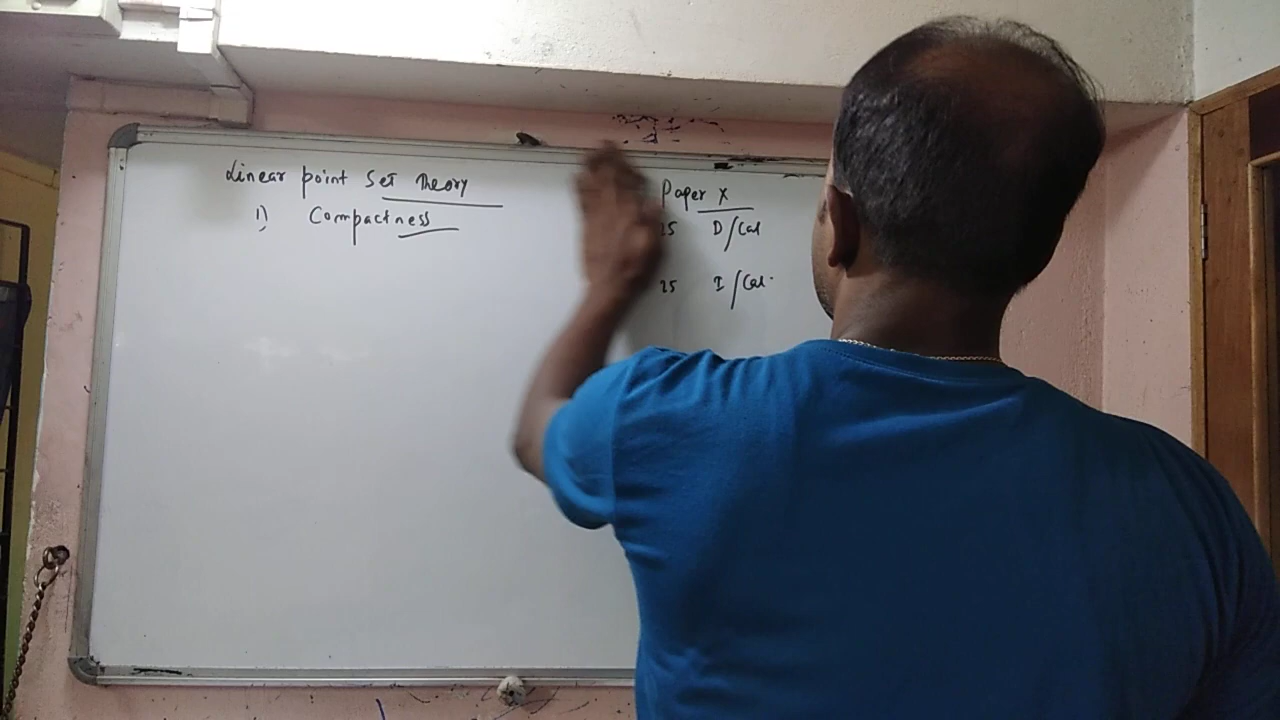 Linear point Set Theory
1) Compactness
Paper X
25 D/Cal
25 I/Cal.